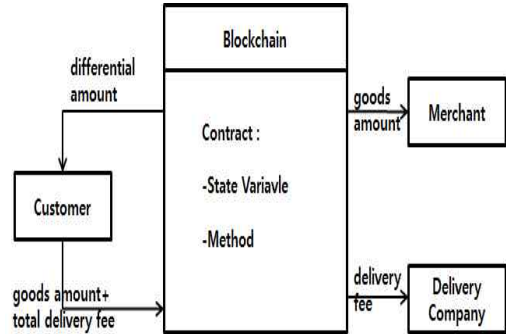 Blockchain
differential
amount
goods
amount
Merchant
Contract :
-State Variavle
Customer
-Method
goods amount+
total delivery fee
delivery
fee
Delivery
Company